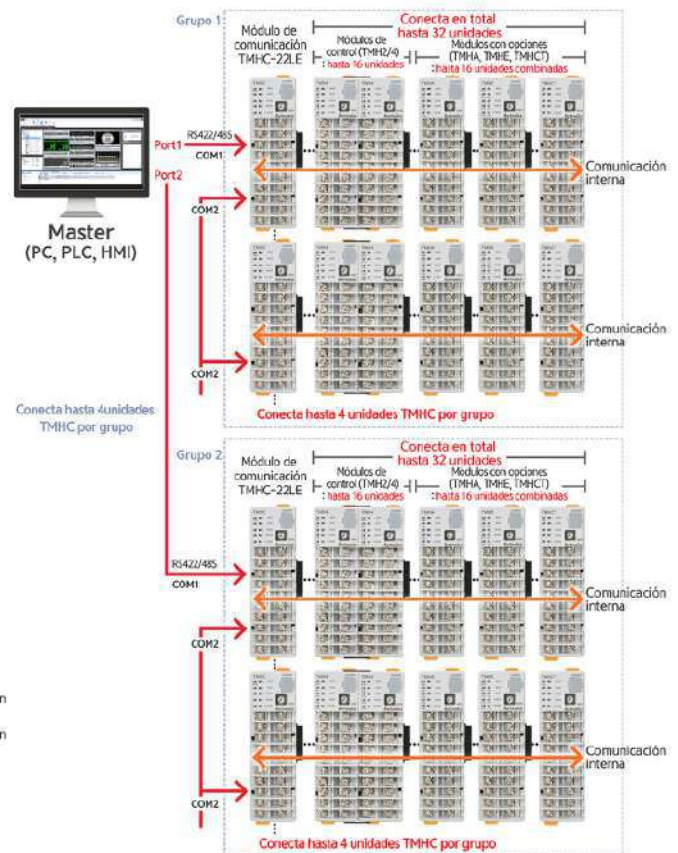 Grupo 1
Módulo de
comunicación
TMHC-22LE
Conecta en total
hasta 32 unidades
Módulos de
control (TMH2/4)
: hasta 16 unidades
Módulos con opciones
(TMHA, TMHE, TMHCT)
:hasta 16 unidades combinadas
Port1
RS422/485
COM1
Port2
COM2
Comunicación
interna
Master
(PC, PLC, HMI)
Comunicación
interna
COM2
Conecta hasta 4 unidades TMHC por grupo
Conecta hasta 4unidades
TMHC por grupo
Grupo 2
Módulo de
comunicación
TMHC-22LE
Conecta en total
hasta 32 unidades
Módulos de
control (TMH2/4)
: hasta 16 unidades
Modulos con opciones
(TMHA, TMHE, TMHCT)
:hasta 16 unidades combinadas
RS422/485
COM1
Comunicación
interna
COM2
n
n
Comunicación
interna
COM2
Conecta hasta 4 unidades TMHC por grupo